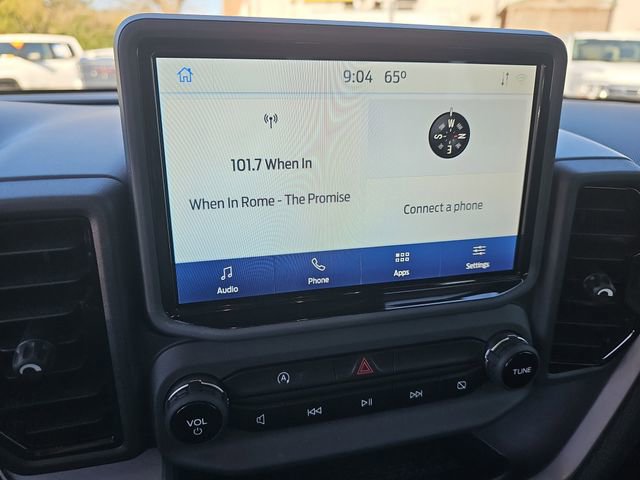 9:04 65°
W
S N
E
101.7 When In
When In Rome - The Promise
Connect a phone
Audio Phone Apps Settings
A
VOL
TUNE